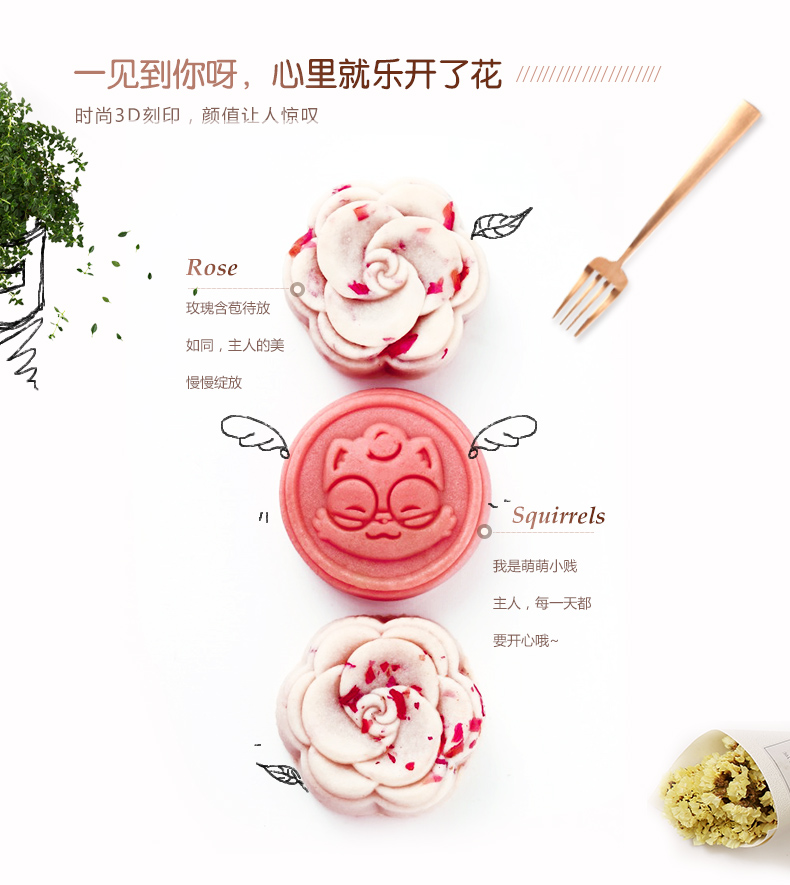 一见到你呀，心里就乐开了花
时尚3D刻印，颜值让人惊叹
Rose
玫瑰含苞待放
如同，主人的美
慢慢绽放
Squirrels
我是萌萌小贱
主人，每一天都
要开心哦~